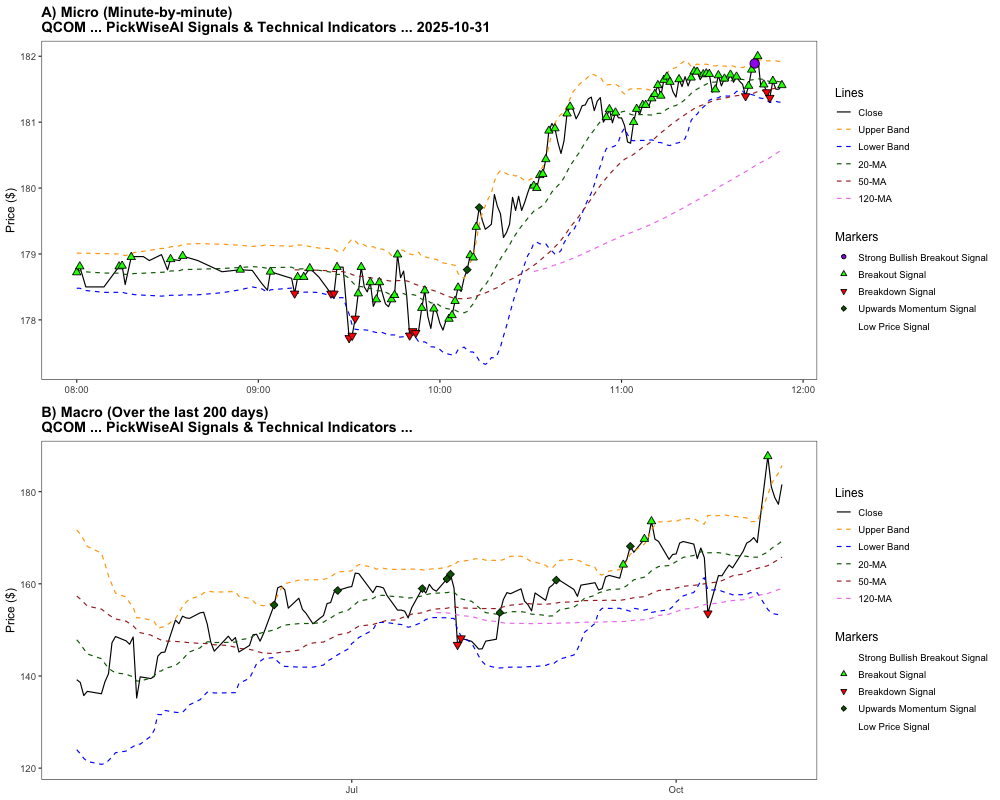 A) Micro (Minute-by-minute)
QCOM ... PickWiseAI Signals & Technical Indicators ... 2025-10-31
Price ($)
182
181
180
179
178
08:00
09:00
10:00
11:00
12:00
Lines
Close
Upper Band
Lower Band
20-MA
50-MA
120-MA
Markers
Strong Bullish Breakout Signal
Breakout Signal
Breakdown Signal
Upwards Momentum Signal
Low Price Signal
B) Macro (Over the last 200 days)
QCOM ... PickWiseAI Signals & Technical Indicators ...
Price ($)
180
160
140
120
Jul
Oct
Lines
Close
Upper Band
Lower Band
20-MA
50-MA
120-MA
Markers
Strong Bullish Breakout Signal
Breakout Signal
Breakdown Signal
Upwards Momentum Signal
Low Price Signal